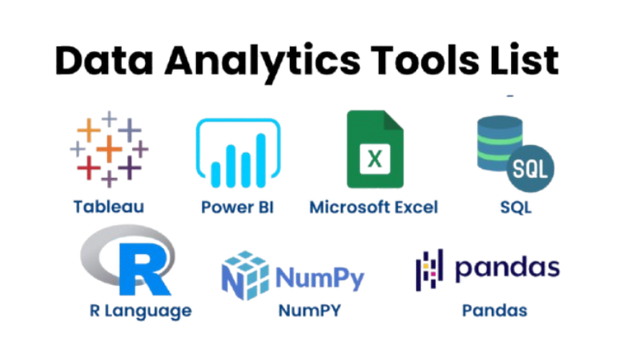 Data Analytics Tools List
X
SQL
Tableau
Power BI
Microsoft Excel
SQL
R
NumPy
pandas
R Language
NumPY
Pandas